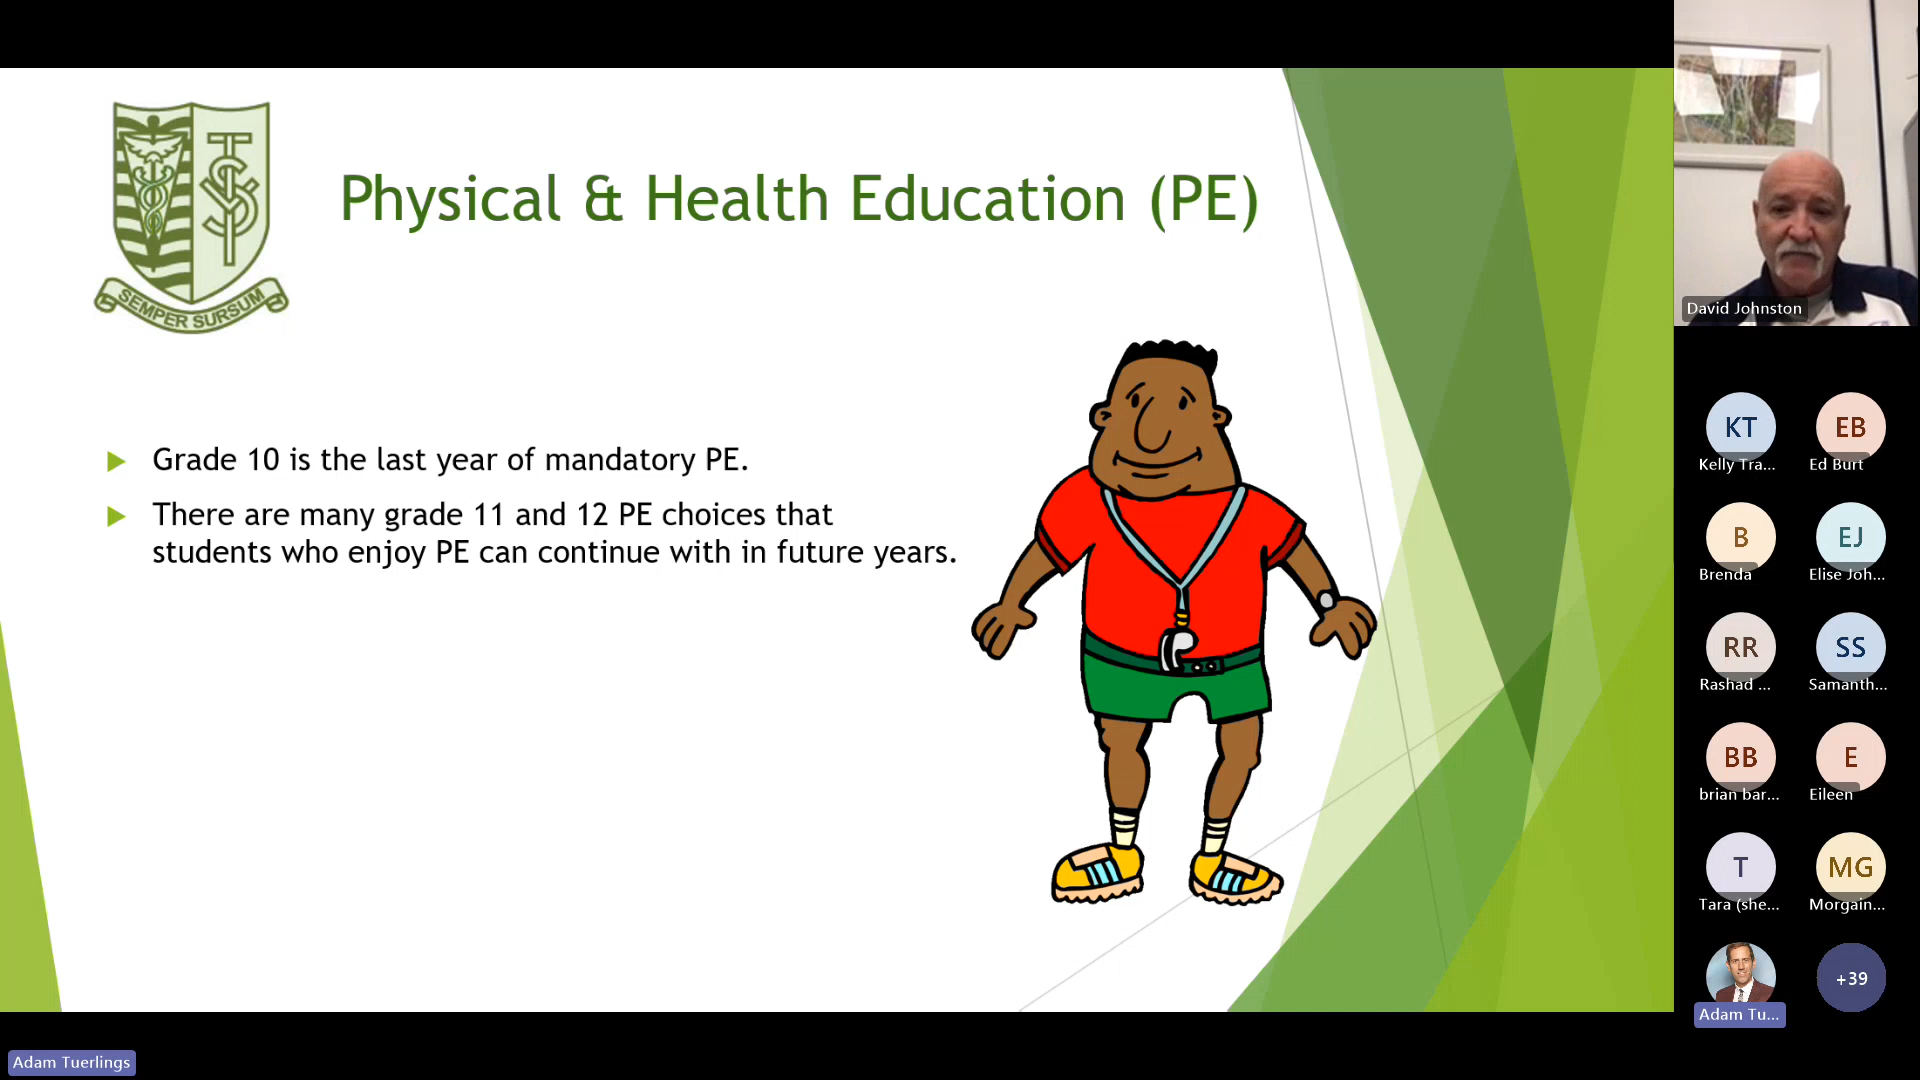 Physical & Health Education (PE)
SEMPER SURSUM
Grade 10 is the last year of mandatory PE.
There are many grade 11 and 12 PE choices that
students who enjoy PE can continue with in future years.
David Johnston
KT
Kelly Tra...
EB
Ed Burt
B
Brenda
EJ
Elise Joh...
RR
Rashad ...
SS
Samanth...
BB
brian bar...
E
Eileen
T
Tara (she...
MG
Morgain...
Adam Tu...
+39
Adam Tuerlings